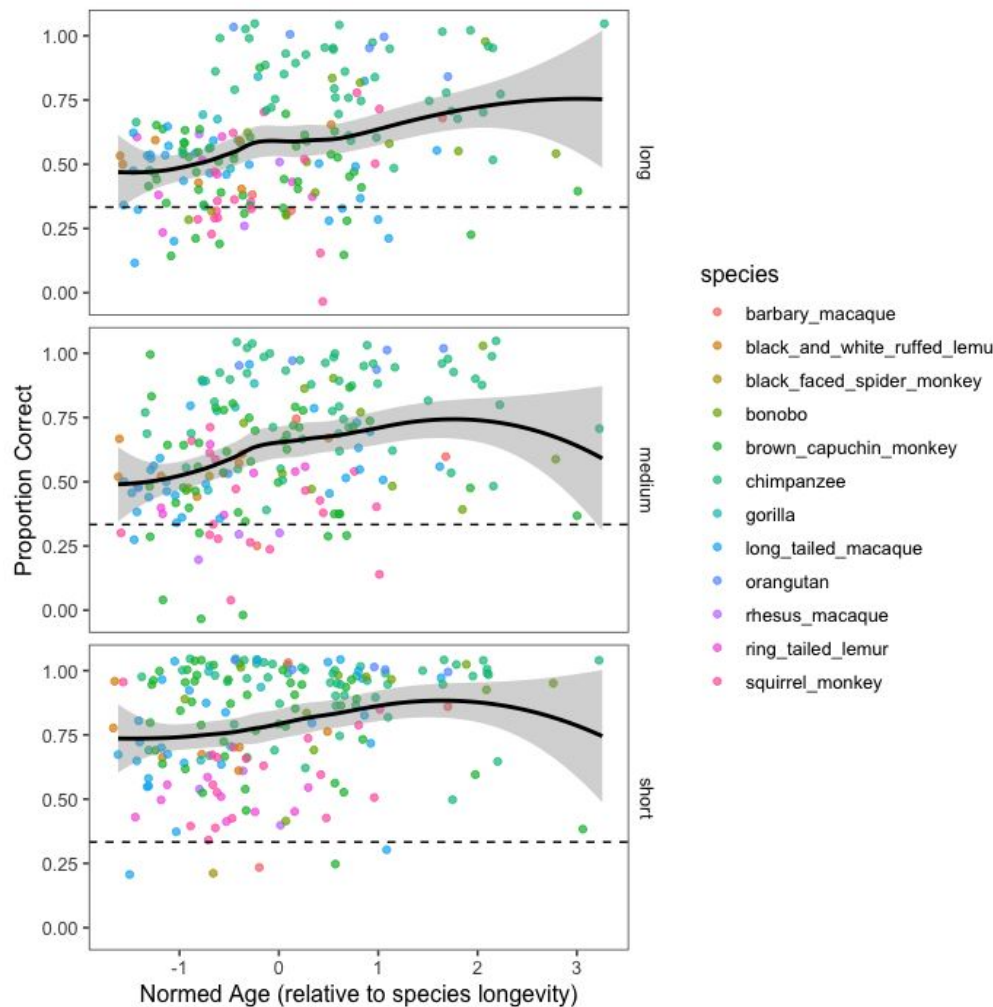 1.00
0.75
0.50
0.25
0.00
long
1.00
0.75
0.50
0.25
0.00
medium
1.00
0.75
0.50
0.25
0.00
short
Proportion Correct
-1 0 1 2 3
Normed Age (relative to species longevity)
species
barbary_macaque
black_and_white_ruffed_lemu
black_faced_spider_monkey
bonobo
brown_capuchin_monkey
chimpanzee
gorilla
long_tailed_macaque
orangutan
rhesus_macaque
ring_tailed_lemur
squirrel_monkey